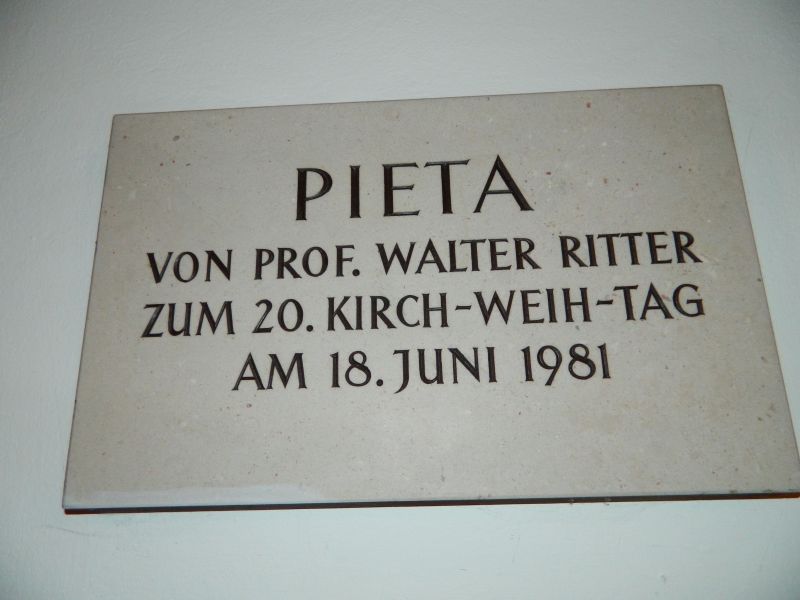 PIETA
VON PROF. WALTER RITTER
ZUM 20. KIRCH-WEIH-TAG
AM 18. JUNI 1981